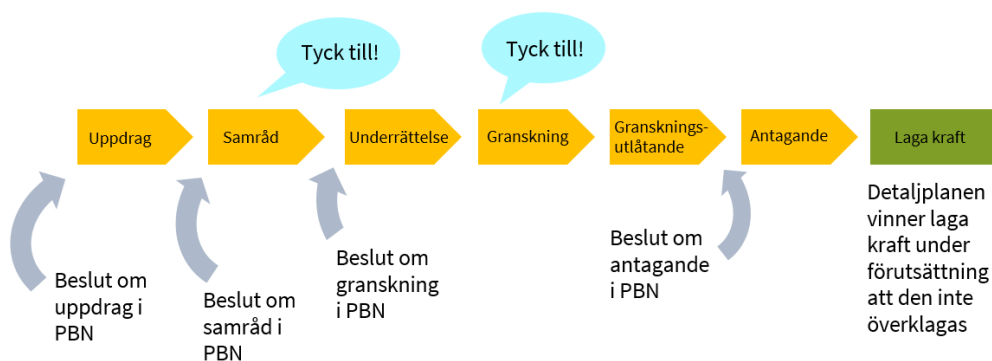 Tyck till!
Tyck till!
Uppdrag
Samråd
Underrättelse
Granskning
Gransknings-
utlåtande
Antagande
Laga kraft
Beslut om
uppdrag i
PBN
Beslut om
samråd i
PBN
Beslut om
granskning
i PBN
Beslut om
antagande
i PBN
Detaljplanen
vinner laga
kraft under
förutsättning
att den inte
överklagas